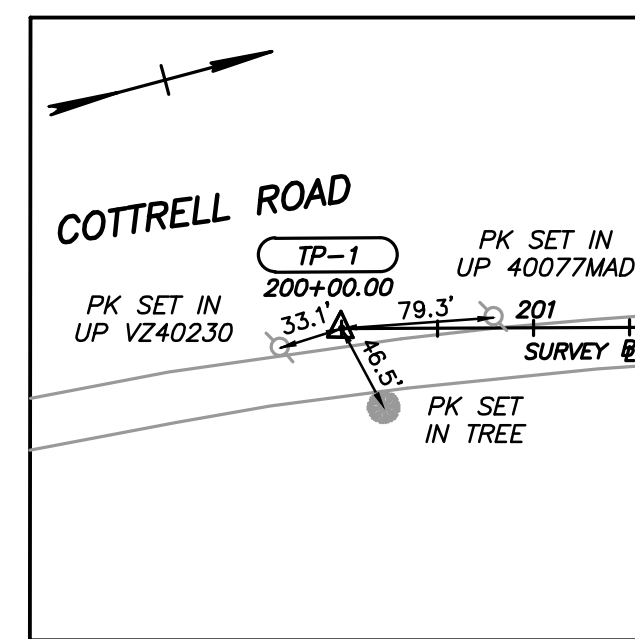 COTTRELL ROAD
TP-1
200+00.00
PK SET IN
UP VZ40230
33.1'
79.3'
PK SET IN
UP 40077MAD
201
SURVEY
46.5'
PK SET
IN TREE